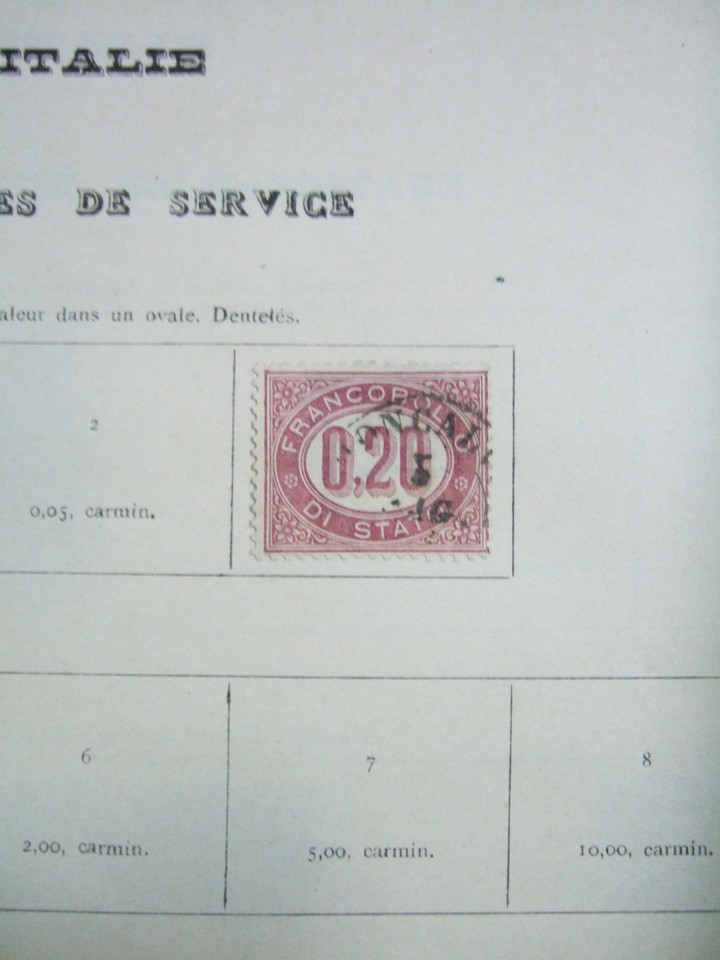 ITALIE
ES DE SERVICE
aleur dans un ovale. Dentelés.
2
0,05, carmin.
FRANCOBOLLO
0,20
DI STATO
6
2,00, carmin.
7
5,00, carmin.
8
10,00, carmin.